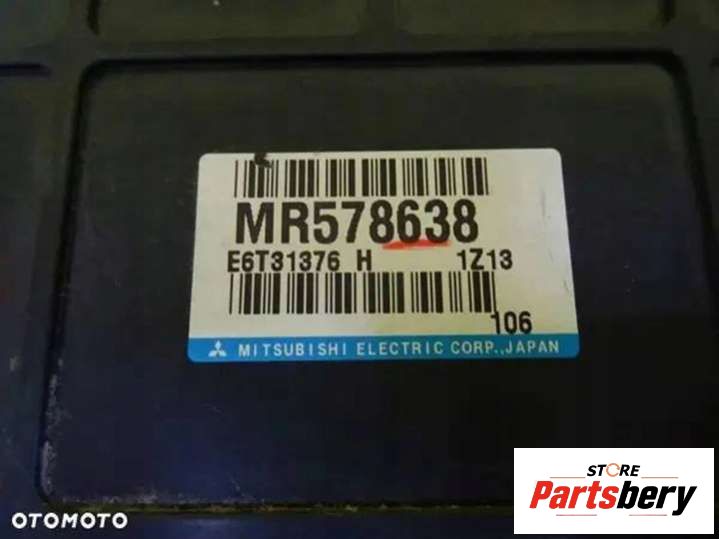 MR578638
E6T31376 H 1Z13
106
MITSUBISHI ELECTRIC CORP.,JAPAN
STORE
Partsbery
OTOMOTO